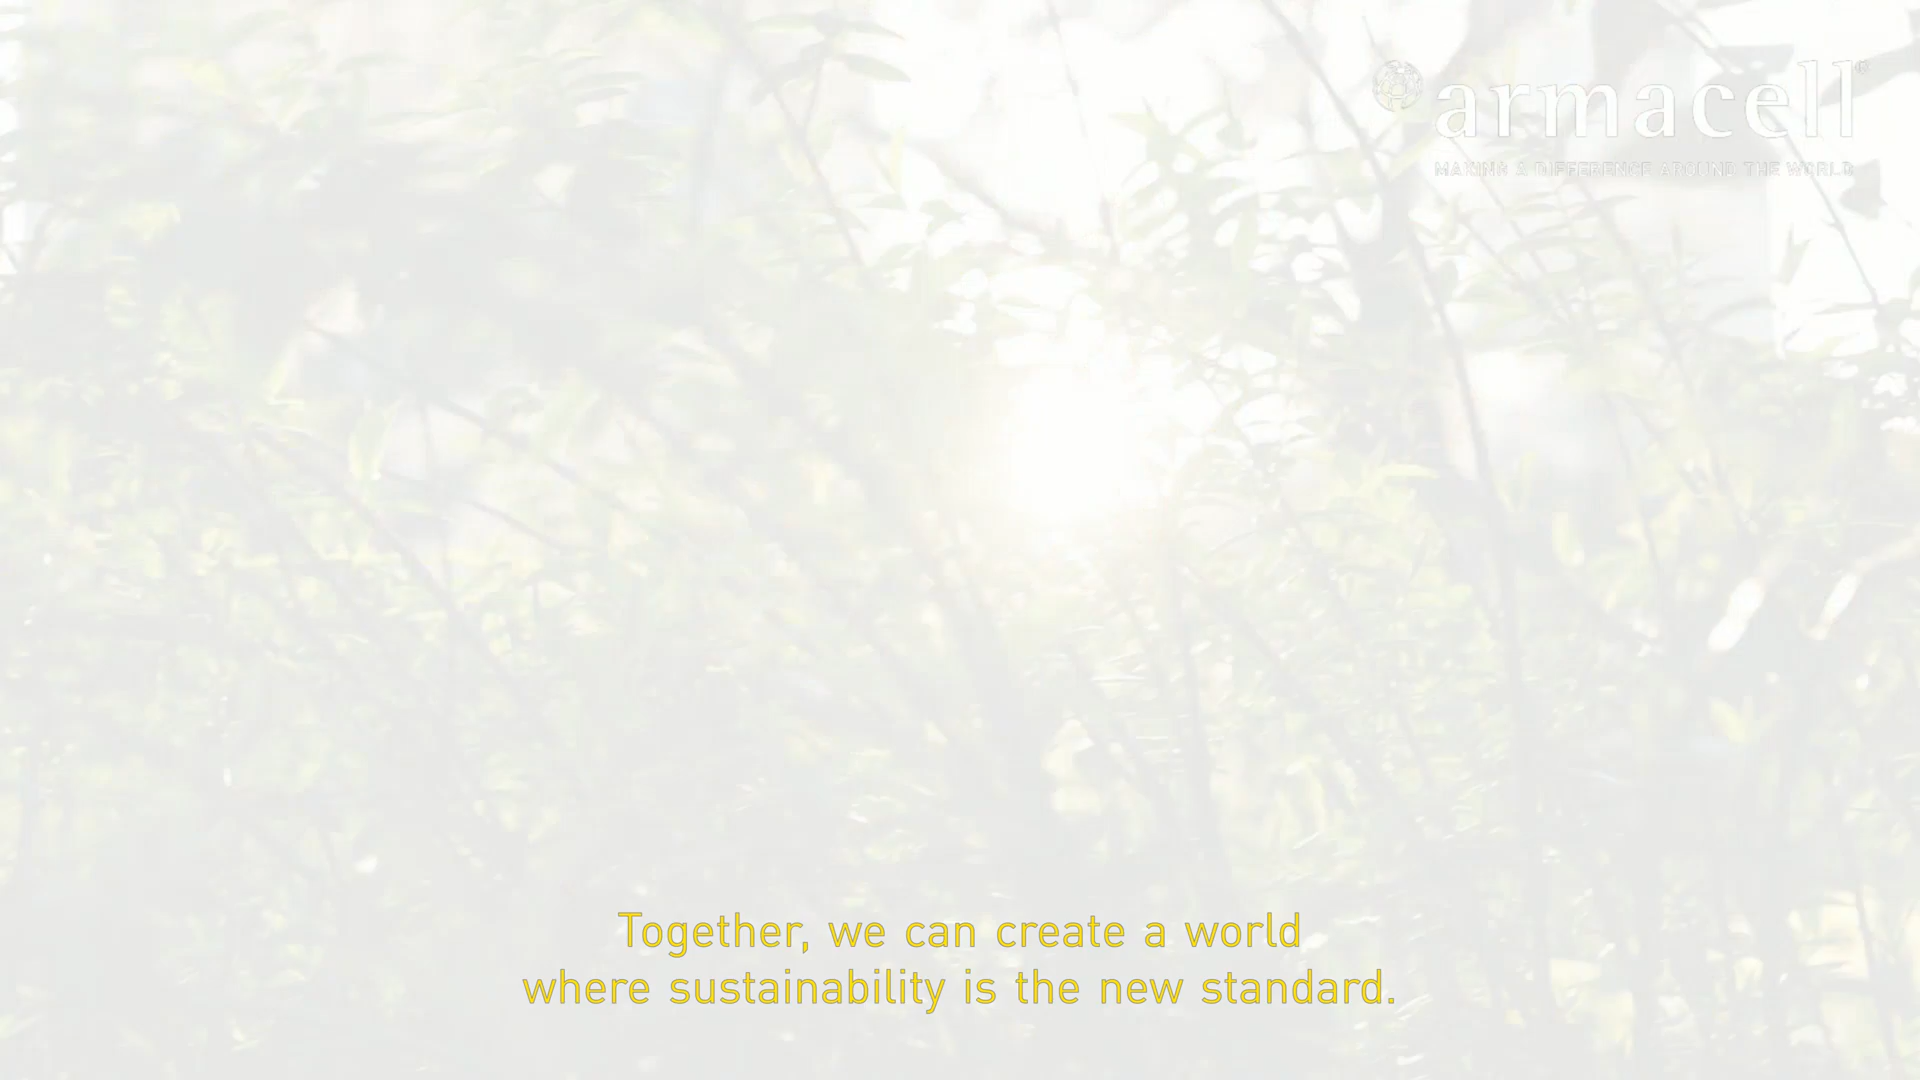 armacell®
MAKING A DIFFERENCE AROUND THE WORLD
Together, we can create a world
where sustainability is the new standard.